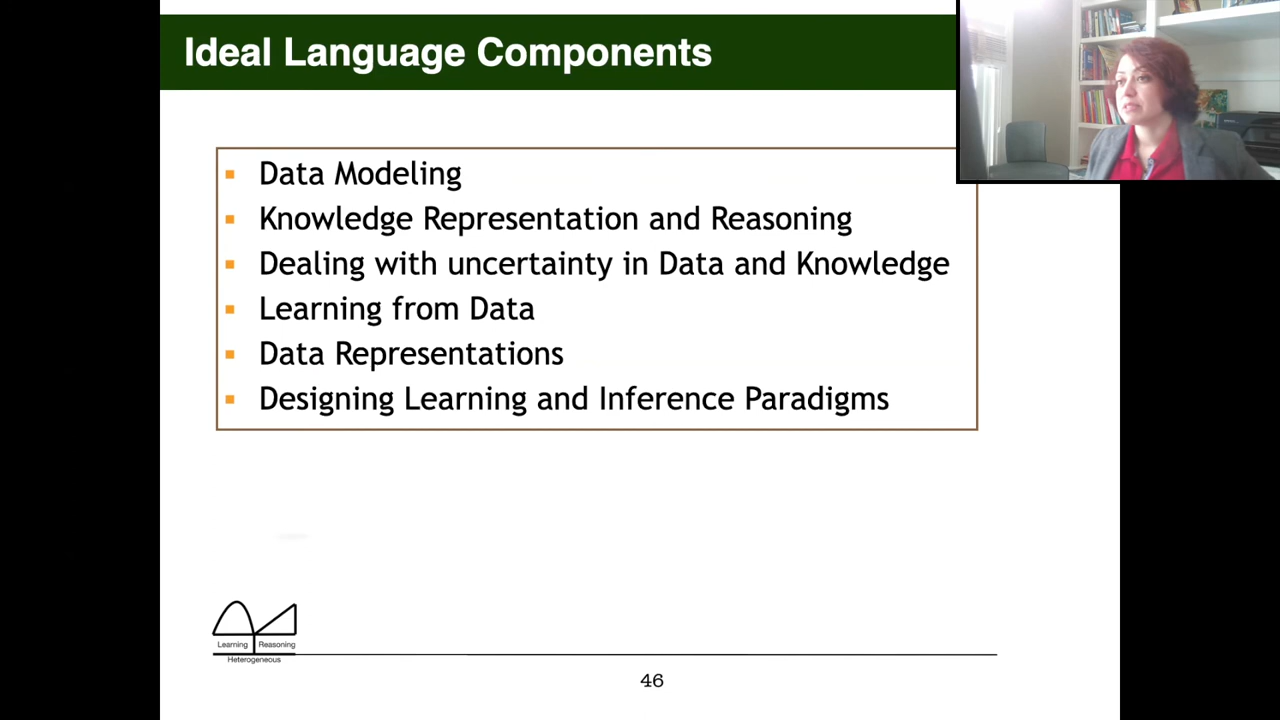 Ideal Language Components
Data Modeling
Knowledge Representation and Reasoning
Dealing with uncertainty in Data and Knowledge
Learning from Data
Data Representations
Designing Learning and Inference Paradigms
Learning Reasoning
Heterogeneous
46